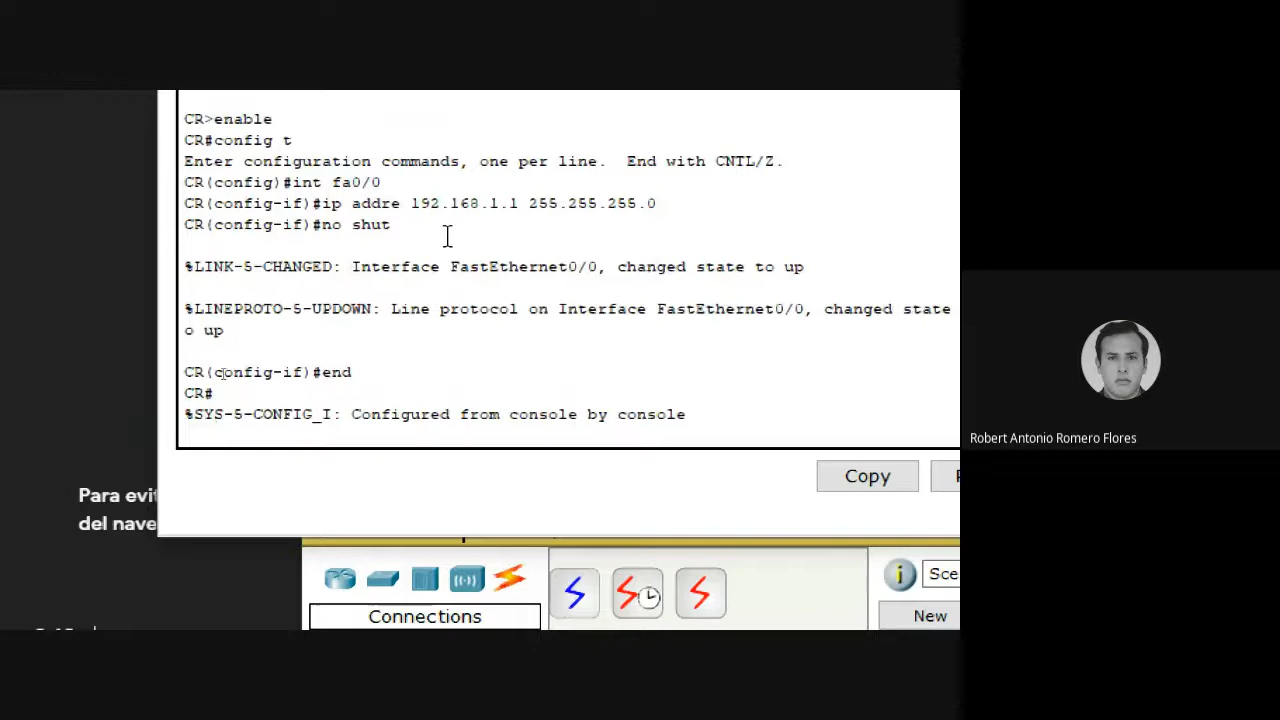 CR>enable
CR#config t
Enter configuration commands, one per line.  End with CNTL/Z.
CR(config)#int fa0/0
CR(config-if)#ip addre 192.168.1.1 255.255.255.0
CR(config-if)#no shut
%LINK-5-CHANGED: Interface FastEthernet0/0, changed state to up
%LINEPROTO-5-UPDOWN: Line protocol on Interface FastEthernet0/0, changed state
o up
CR(config-if)#end
CR#
%SYS-5-CONFIG_I: Configured from console by console
Copy
Robert Antonio Romero Flores
Para evit
del nave
Sce
Connections
New